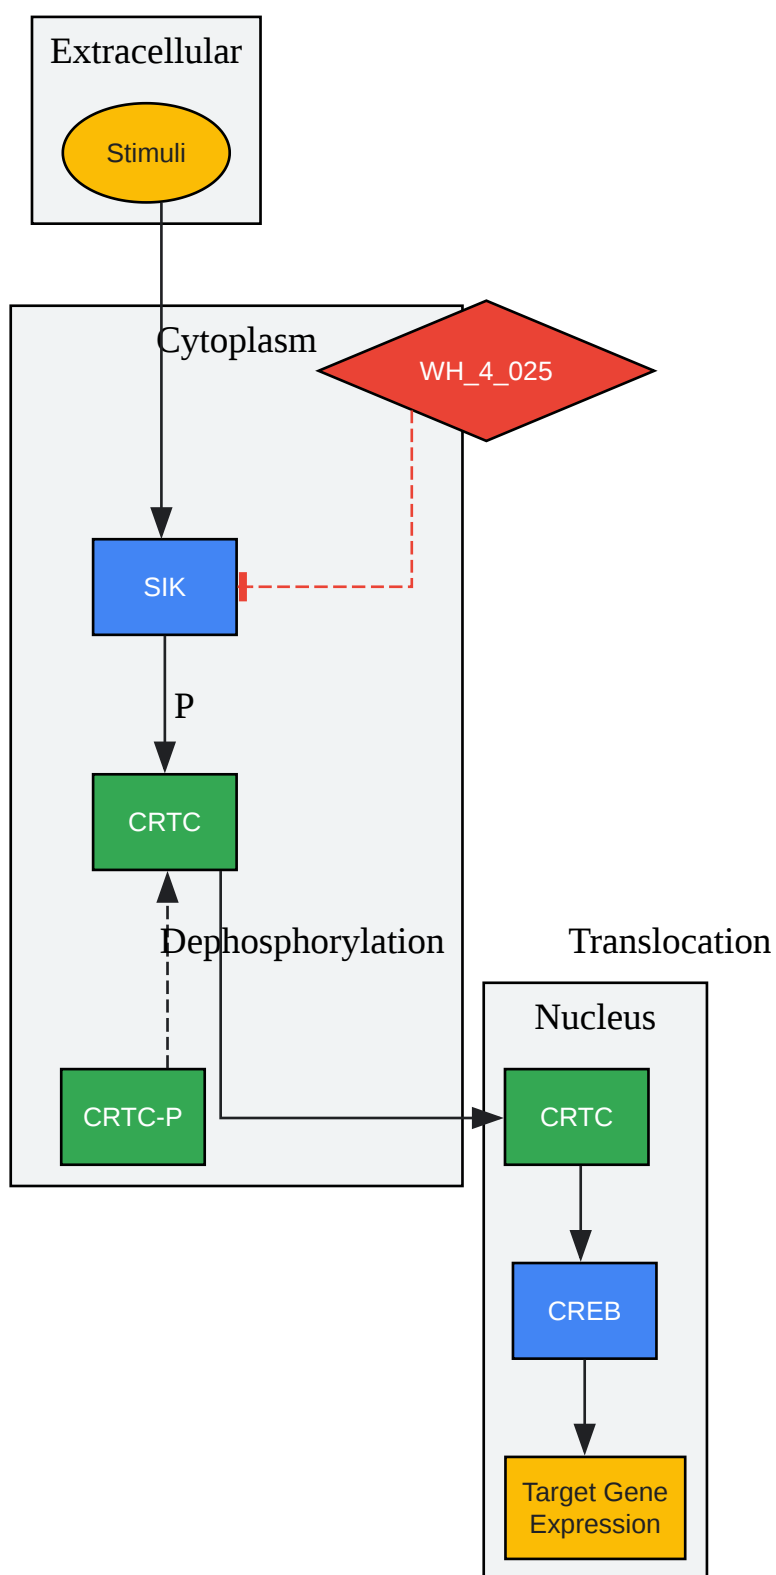 Extracellular
Stimuli
Cytoplasm
WH_4_025
SIK
P
CRTC
Dephosphorylation
Translocation
Nucleus
CRTC-P
CRTC
CREB
Target Gene
Expression